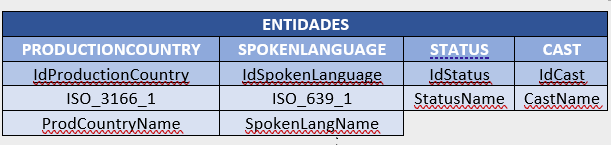 ENTIDADES
PRODUCTIONCOUNTRY SPOKENLANGUAGE STATUS CAST
IdProductionCountry IdSpokenLanguage IdStatus IdCast
ISO_3166_1 ISO_639_1 StatusName CastName
ProdCountryName SpokenLangName